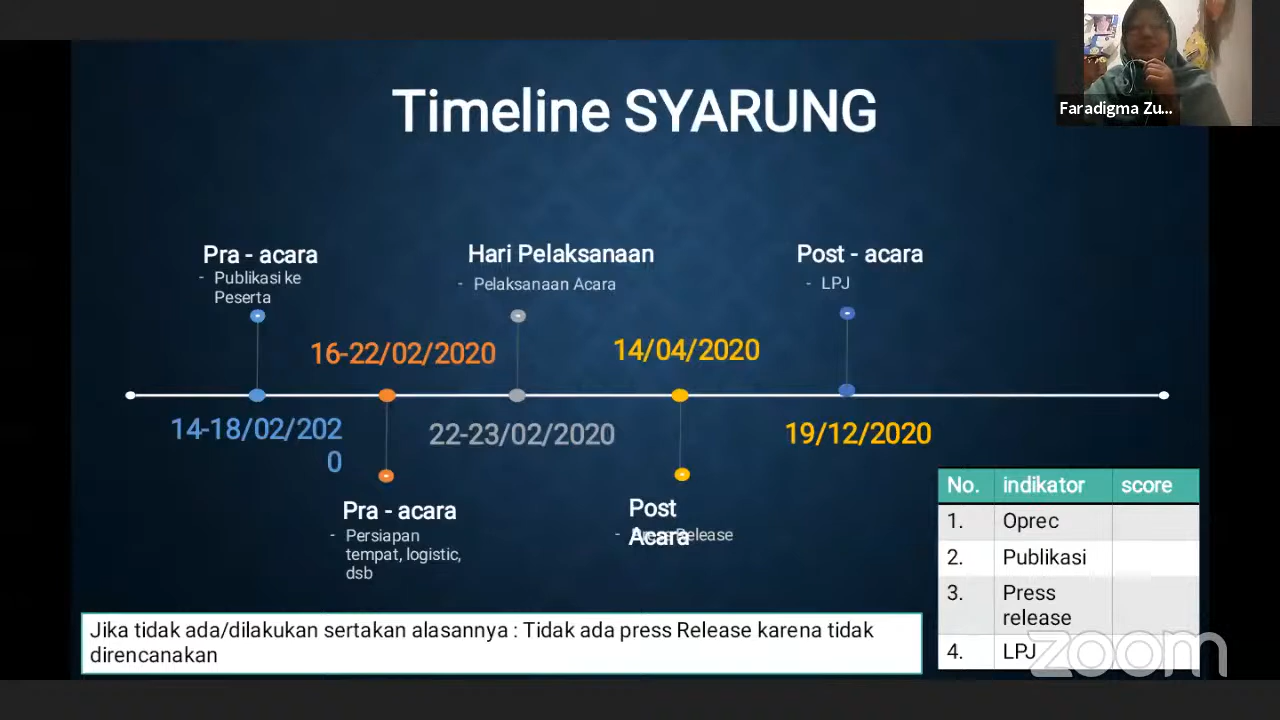 Faradigma Zu...
Timeline SYARUNG
Pra - acara
- Publikasi ke
Peserta
Hari Pelaksanaan
- Pelaksanaan Acara
Post - acara
- LPJ
16-22/02/2020
14/04/2020
14-18/02/202
0
22-23/02/2020
19/12/2020
Pra - acara
- Persiapan
tempat, logistic,
dsb
Post
Acara
- Press Release
No. indikator score
1. Oprec
2. Publikasi
3. Press
release
4. LPJ
Jika tidak ada/dilakukan sertakan alasannya : Tidak ada press Release karena tidak
direncanakan
zoom